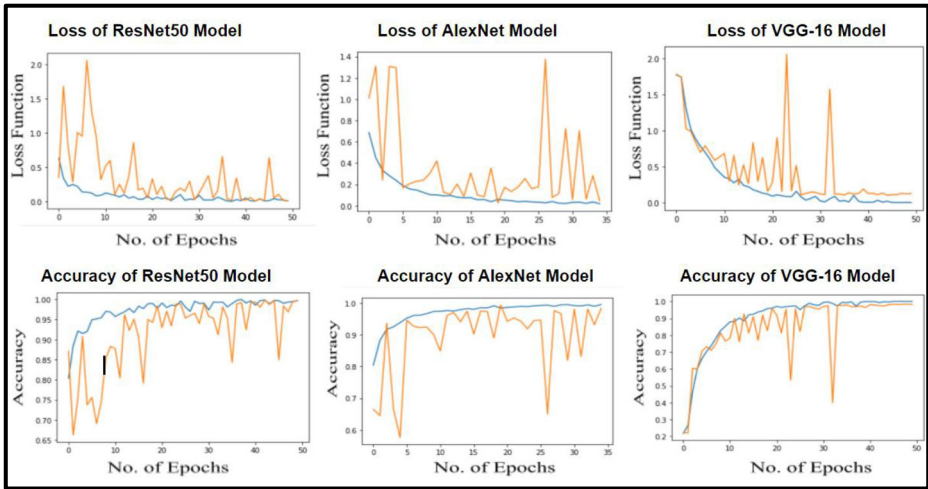 Loss of ResNet50 Model
Loss of AlexNet Model
Loss of VGG-16 Model
Loss Function
2.0
1.5
1.0
0.5
0.0
0 10 20 30 40 50
No. of Epochs
Loss Function
1.4
1.2
1.0
0.8
0.6
0.4
0.2
0.0
0 5 10 15 20 25 30 35
No. of Epochs
Loss Function
2.0
1.5
1.0
0.5
0.0
0 10 20 30 40 50
No. of Epochs
Accuracy of ResNet50 Model
Accuracy of AlexNet Model
Accuracy of VGG-16 Model
Accuracy
1.00
0.95
0.90
0.85
0.80
0.75
0.70
0.65
0 10 20 30 40 50
No. of Epochs
Accuracy
1.0
0.9
0.8
0.7
0.6
0 5 10 15 20 25 30 35
No. of Epochs
Accuracy
1.0
0.9
0.8
0.7
0.6
0.5
0.4
0.3
0.2
0 10 20 30 40 50
No. of Epochs